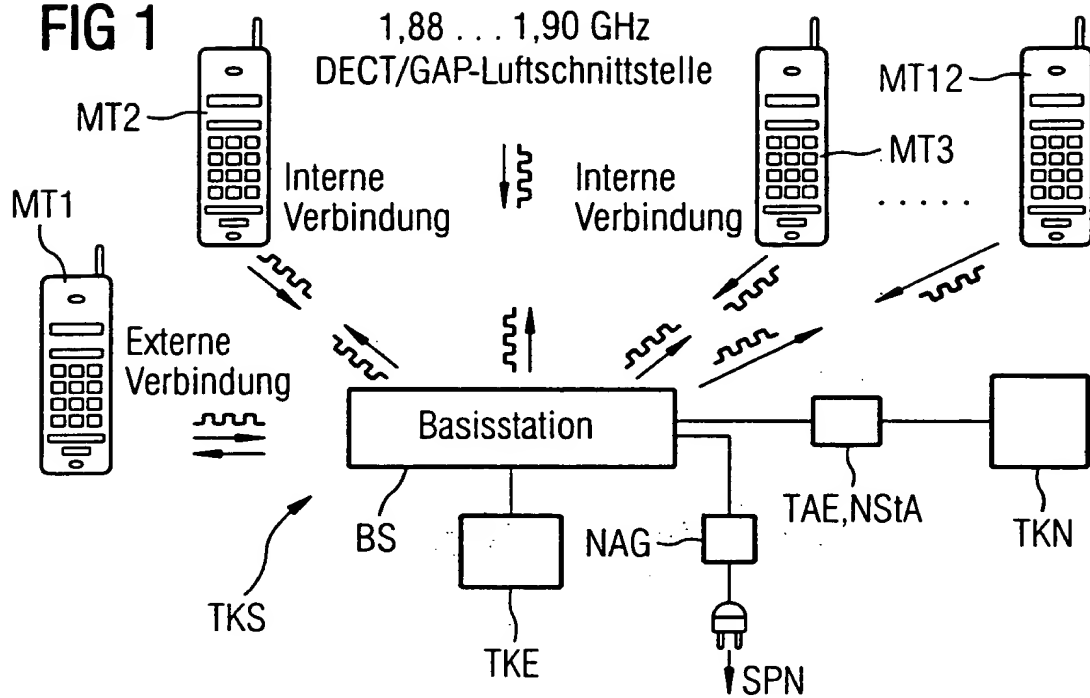 FIG 1
1,88 . . . 1,90 GHz
DECT/GAP-Luftschnittstelle
MT2
MT12
MT3
MT1
Interne
Verbindung
Interne
Verbindung
. . . . .
Externe
Verbindung
Basisstation
BS
TAE,NStA
TKN
NAG
TKS
TKE
SPN